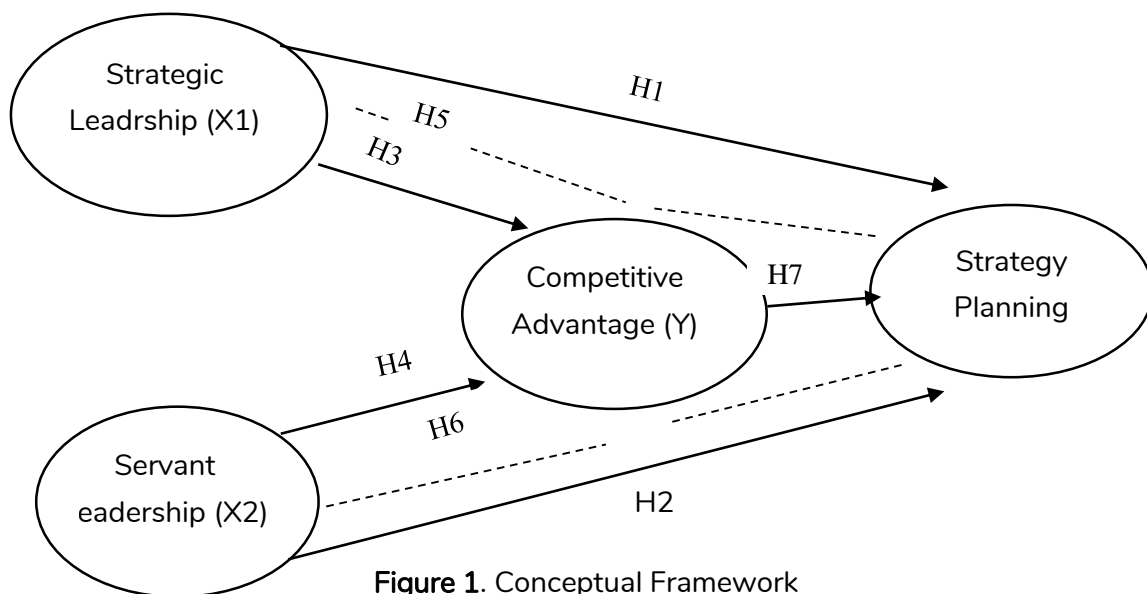 Strategic
Leadrship (X1)
H1
H5
H3
Competitive
Advantage (Y)
H7
Strategy
Planning
H4
H6
Servant
eadership (X2)
H2
Figure 1. Conceptual Framework